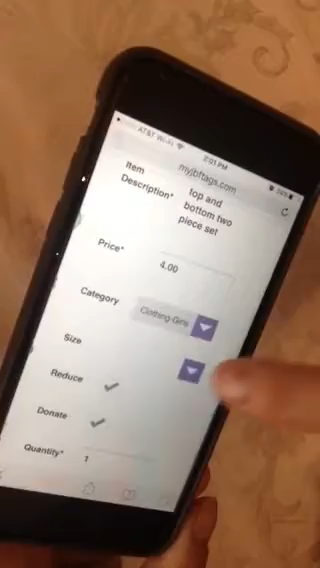 AT&T Wi-Fi
2:01 PM
myjbftags.com
Item
Description*
top and
bottom two
piece set
Price*
4.00
Category
Clothing Girls
Size
Reduce
Donate
Quantity*
1